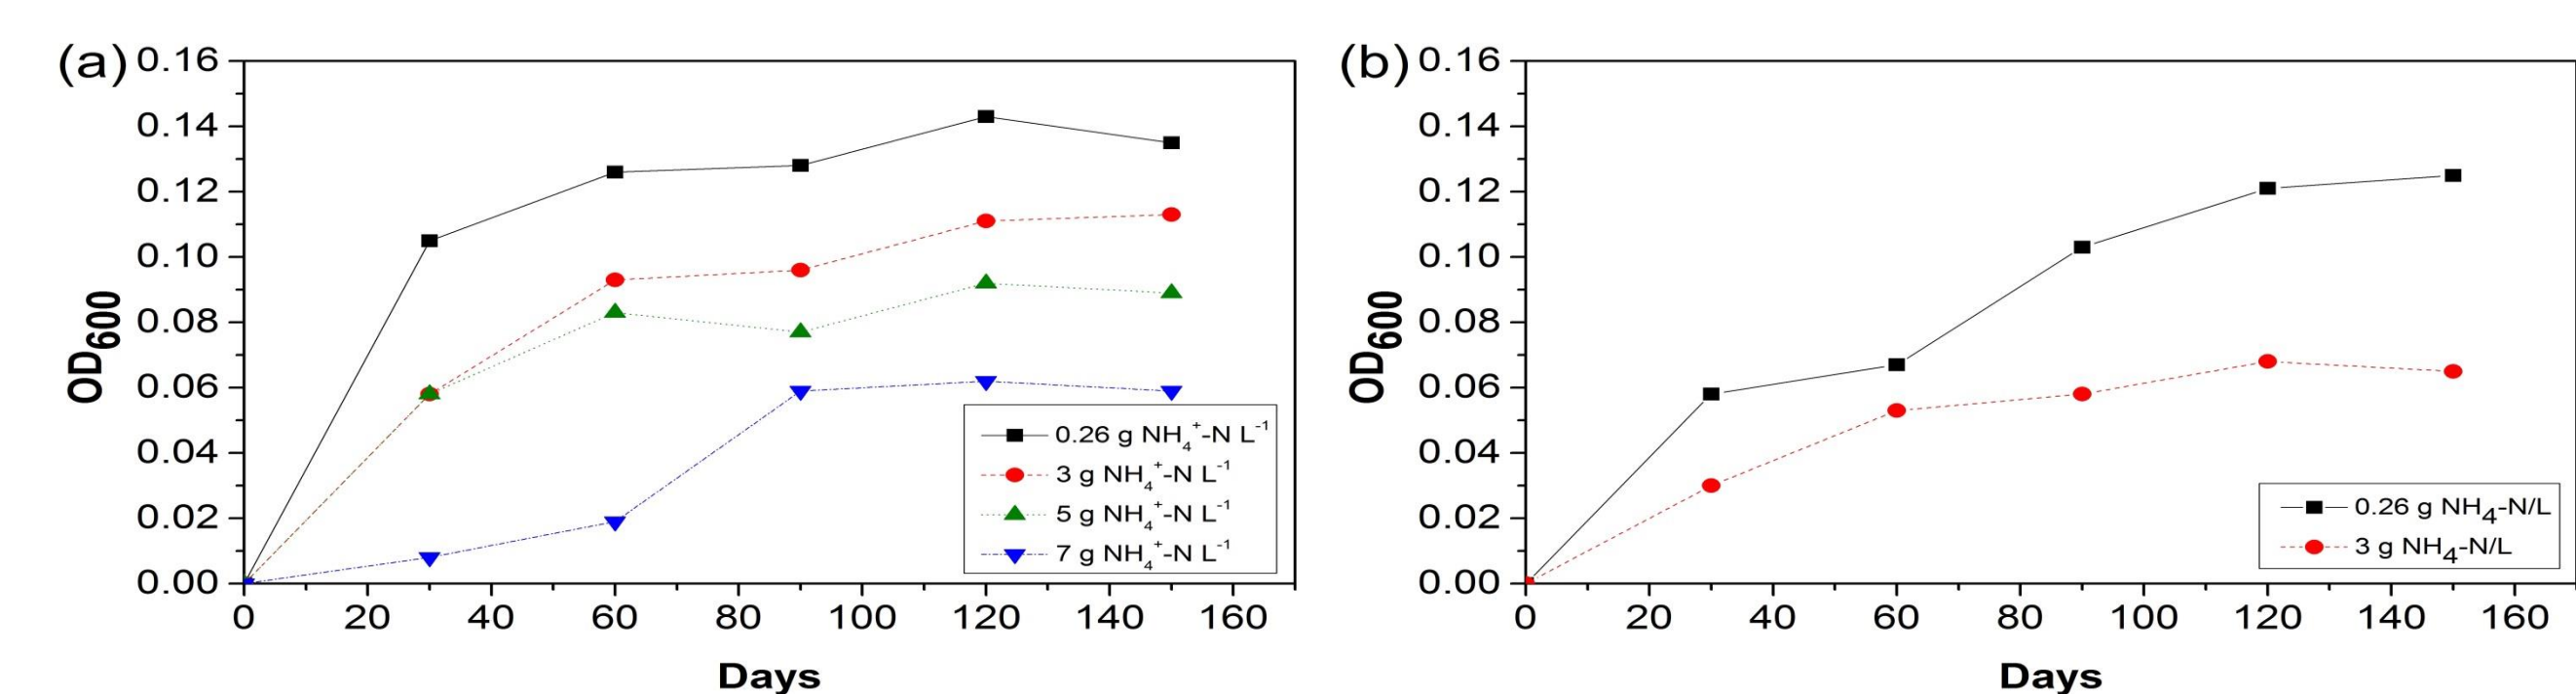 (a)
0.16
0.14
0.12
0.10
0.08
0.06
0.04
0.02
0.00
OD600
0 20 40 60 80 100 120 140 160
Days
0.26 g NH4+-N L-1
3 g NH4+-N L-1
5 g NH4+-N L-1
7 g NH4+-N L-1
(b)
0.16
0.14
0.12
0.10
0.08
0.06
0.04
0.02
0.00
OD600
0 20 40 60 80 100 120 140 160
Days
0.26 g NH4-N/L
3 g NH4-N/L